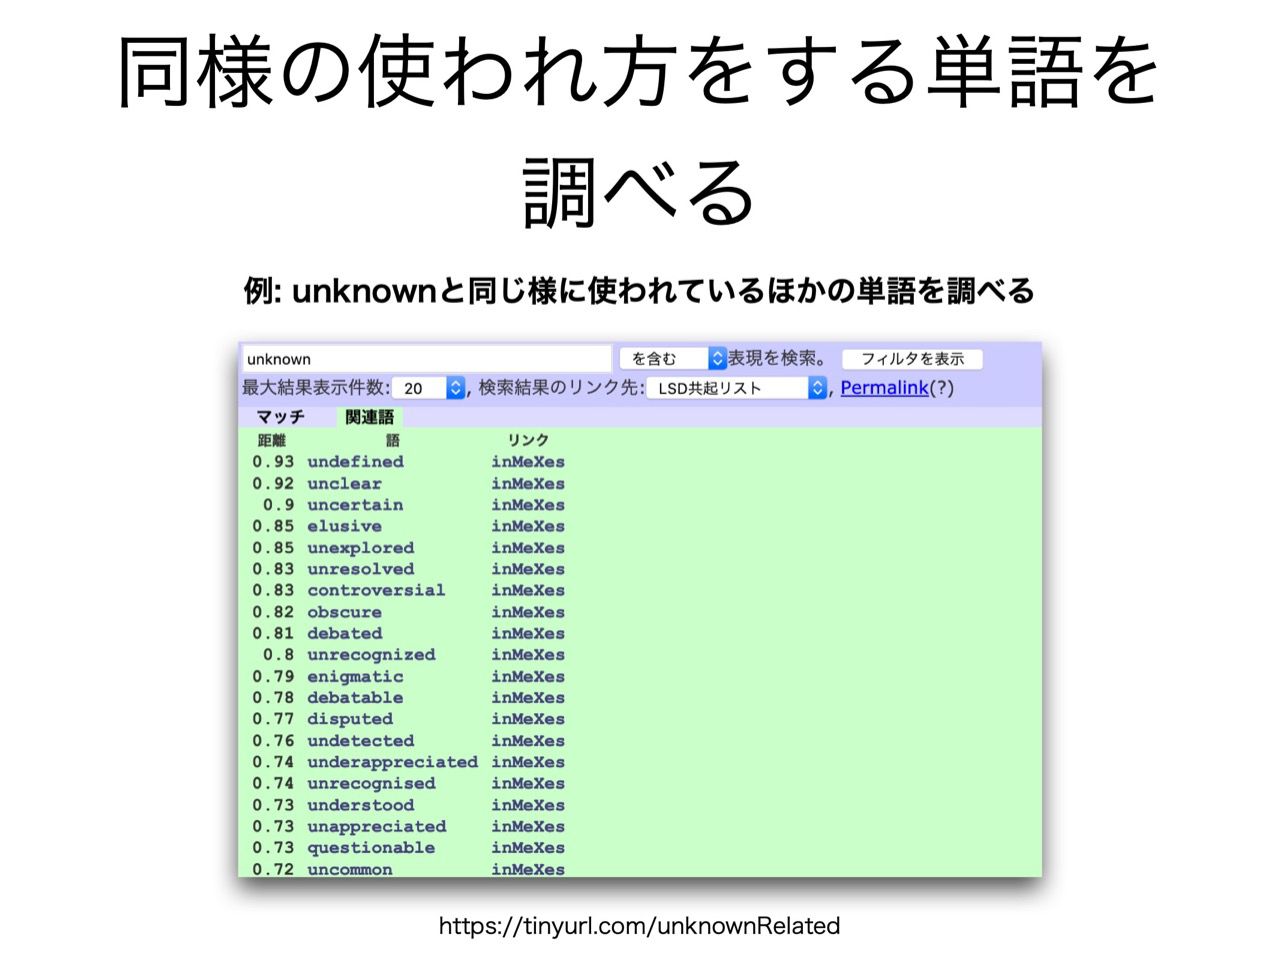 同様の使われ方をする単語を
調べる
例: unknownと同じ様に使われているほかの単語を調べる
unknown を含む 表現を検索。 フィルタを表示
最大結果表示件数: 20 , 検索結果のリンク先: LSD共起リスト , Permalink(?)
マッチ 関連語
距離 語 リンク
0.93 undefined inMeXes
0.92 unclear inMeXes
0.9 uncertain inMeXes
0.85 elusive inMeXes
0.85 unexplored inMeXes
0.83 unresolved inMeXes
0.83 controversial inMeXes
0.82 obscure inMeXes
0.81 debated inMeXes
0.8 unrecognized inMeXes
0.79 enigmatic inMeXes
0.78 debatable inMeXes
0.77 disputed inMeXes
0.76 undetected inMeXes
0.74 underappreciated inMeXes
0.74 unrecognised inMeXes
0.73 understood inMeXes
0.73 unappreciated inMeXes
0.73 questionable inMeXes
0.72 uncommon inMeXes
https://tinyurl.com/unknownRelated